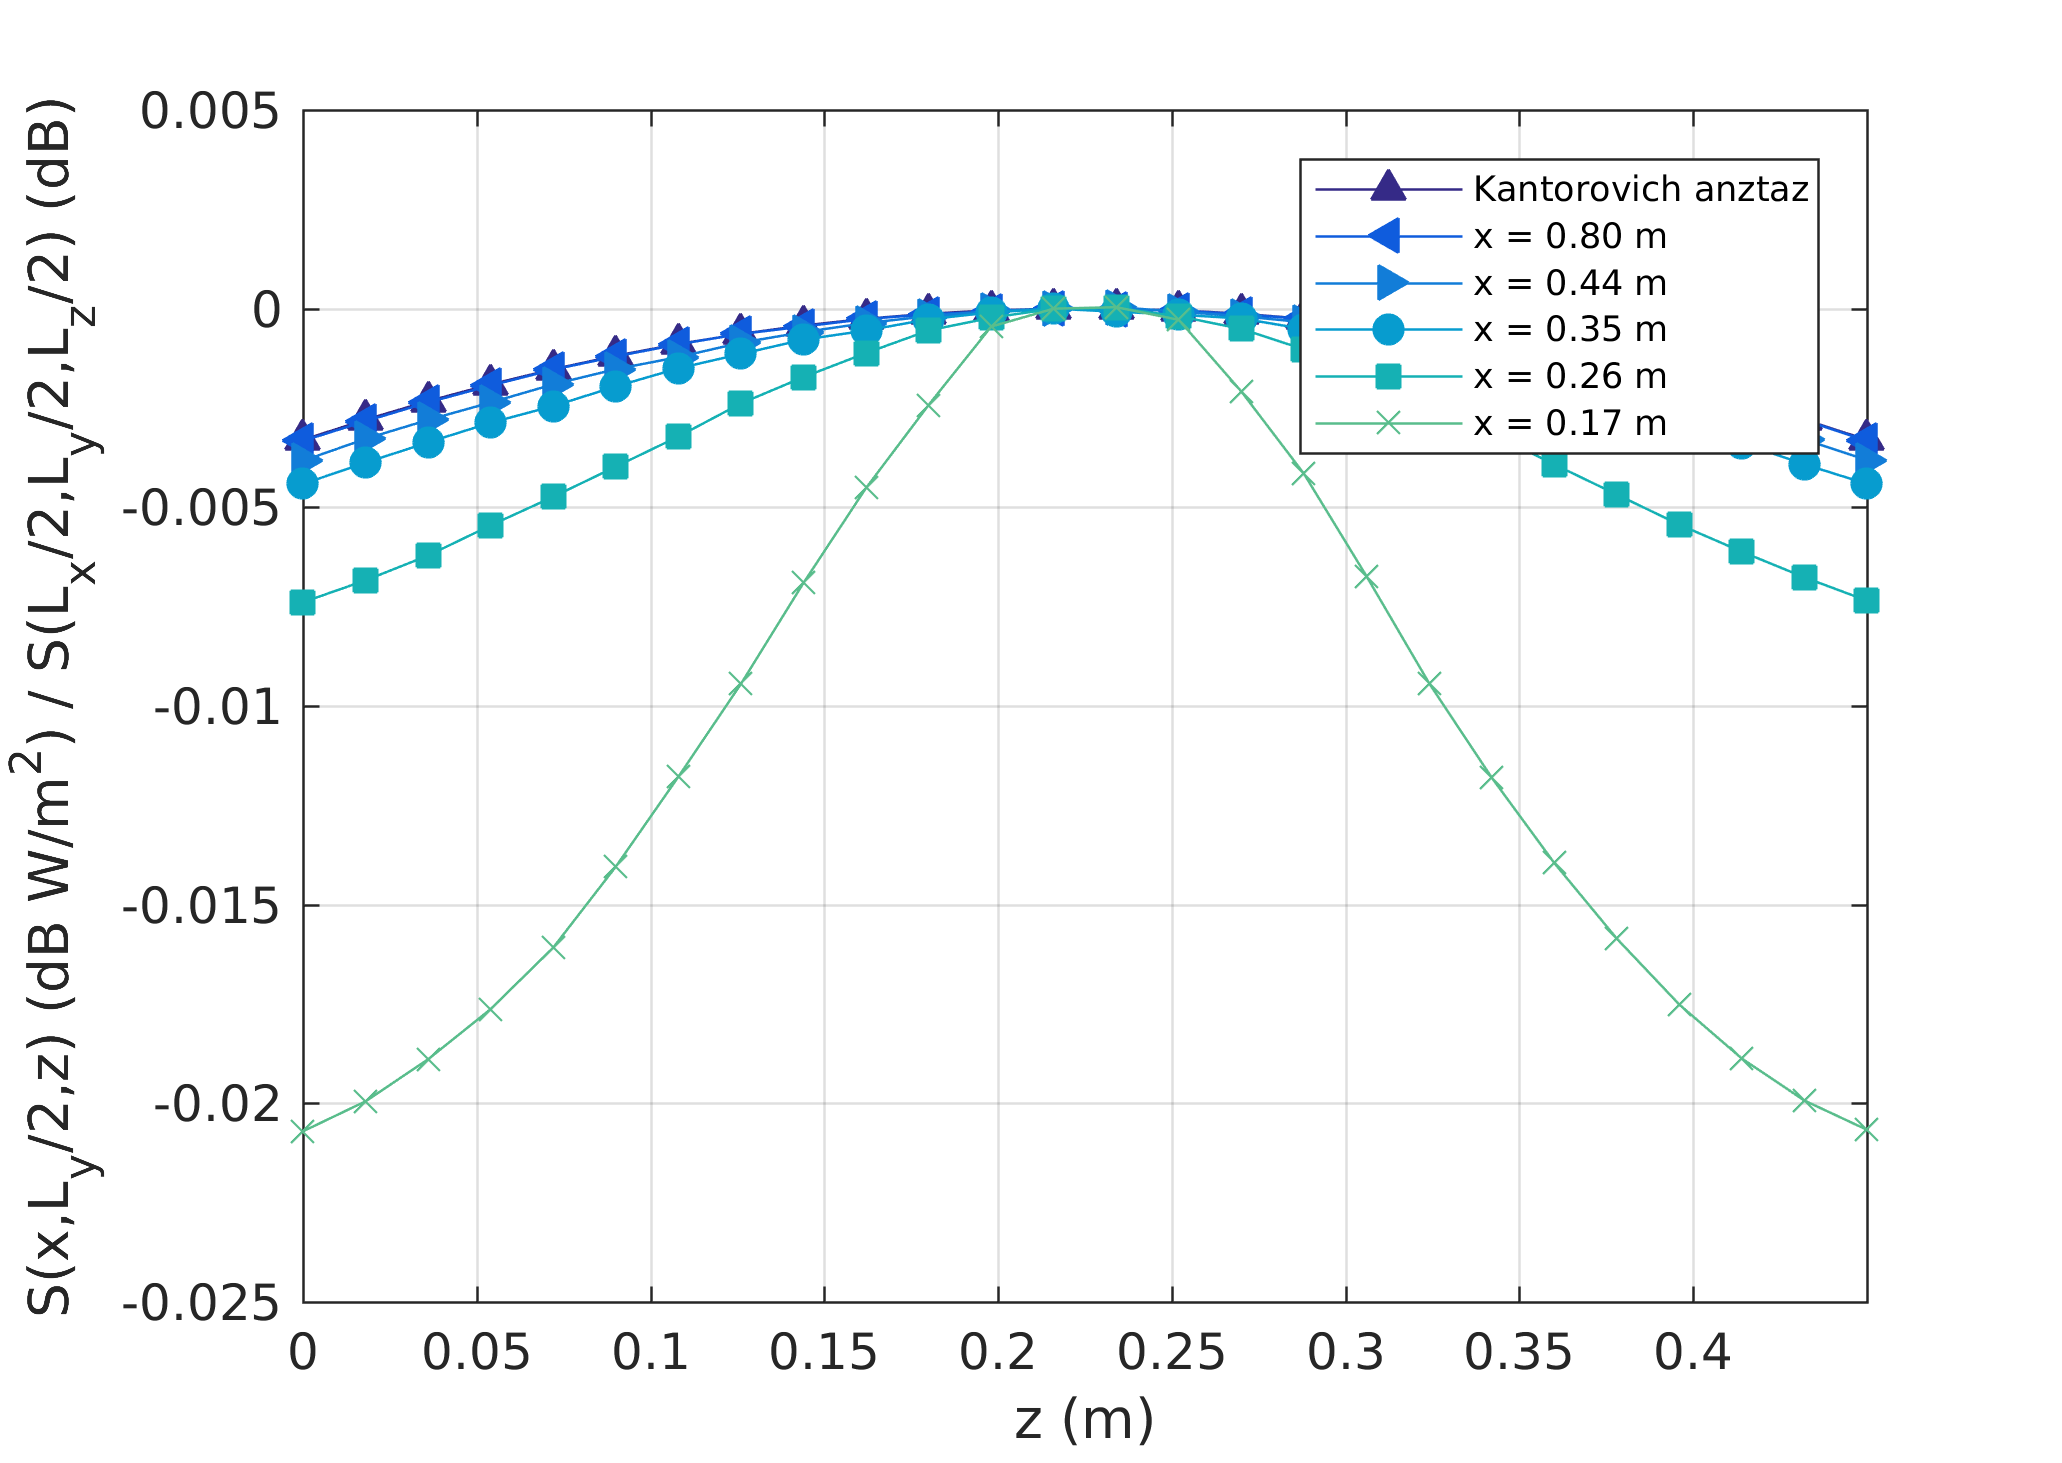 S(x,Ly/2,z) (dB W/m2) / S(Lx/2,Ly/2,Lz/2) (dB)
0.005
0
-0.005
-0.01
-0.015
-0.02
-0.025
Kantorovich anztaz
x = 0.80 m
x = 0.44 m
x = 0.35 m
x = 0.26 m
x = 0.17 m
0 0.05 0.1 0.15 0.2 0.25 0.3 0.35 0.4
z (m)